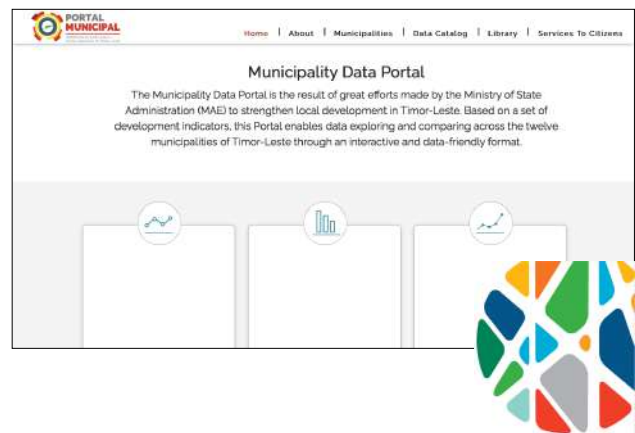 PORTAL
MUNICIPAL
Home | About | Municipalities | Data Catalog | Library | Services To Citizens
Municipality Data Portal
The Municipality Data Portal is the result of great efforts made by the Ministry of State
Administration (MAE) to strengthen local development in Timor-Leste. Based on a set of
development indicators, this Portal enables data exploring and comparing across the twelve
municipalities of Timor-Leste through an interactive and data-friendly format.